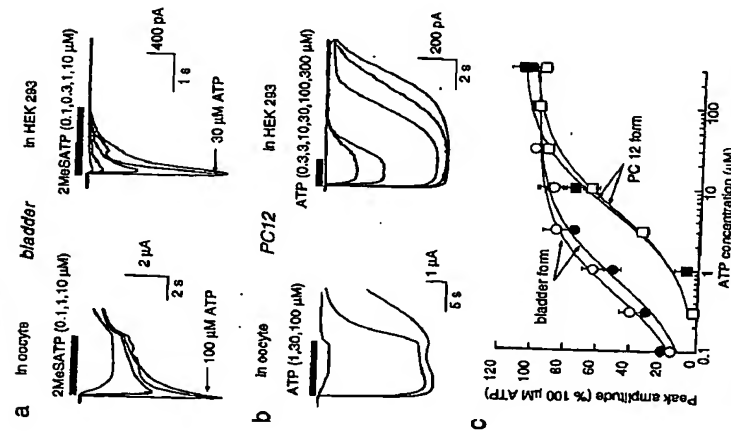 a
bladder
In oocyte
2MeSATP (0.1,1,10 µM)
2 µA
2 s
100 µM ATP
In HEK 293
2MeSATP (0.1,0.3,1,10 µM)
400 pA
1 s
30 µM ATP
b
PC12
In oocyte
ATP (1,30,100 µM)
1 µA
5 s
In HEK 293
ATP (0.3,3,10,30,100,300 µM)
200 pA
2 s
c
Peak amplitude (% 100 µM ATP)
120
100
80
60
40
20
0
bladder form
PC 12 form
0.1
1
10
100
ATP concentration (µM)